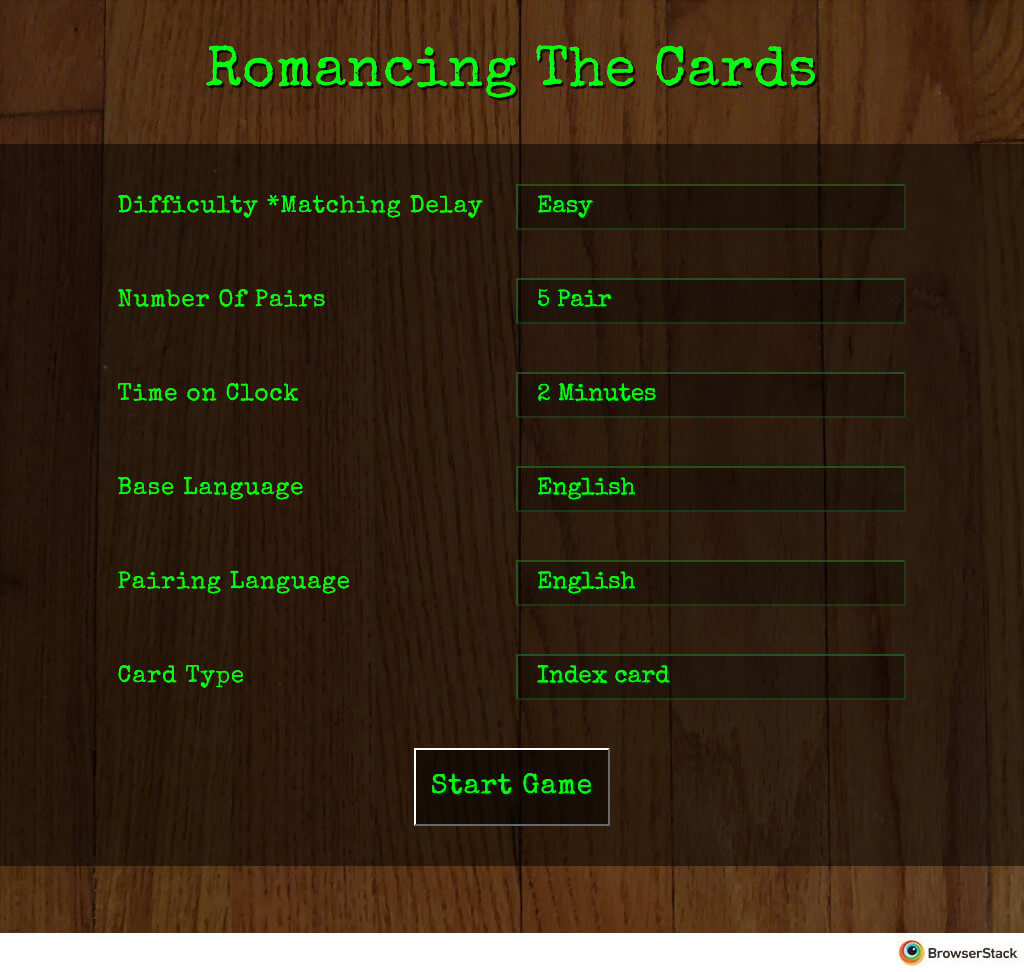 Romancing The Cards
Difficulty *Matching Delay Easy
Number Of Pairs 5 Pair
Time on Clock 2 Minutes
Base Language English
Pairing Language English
Card Type Index card
Start Game
BrowserStack